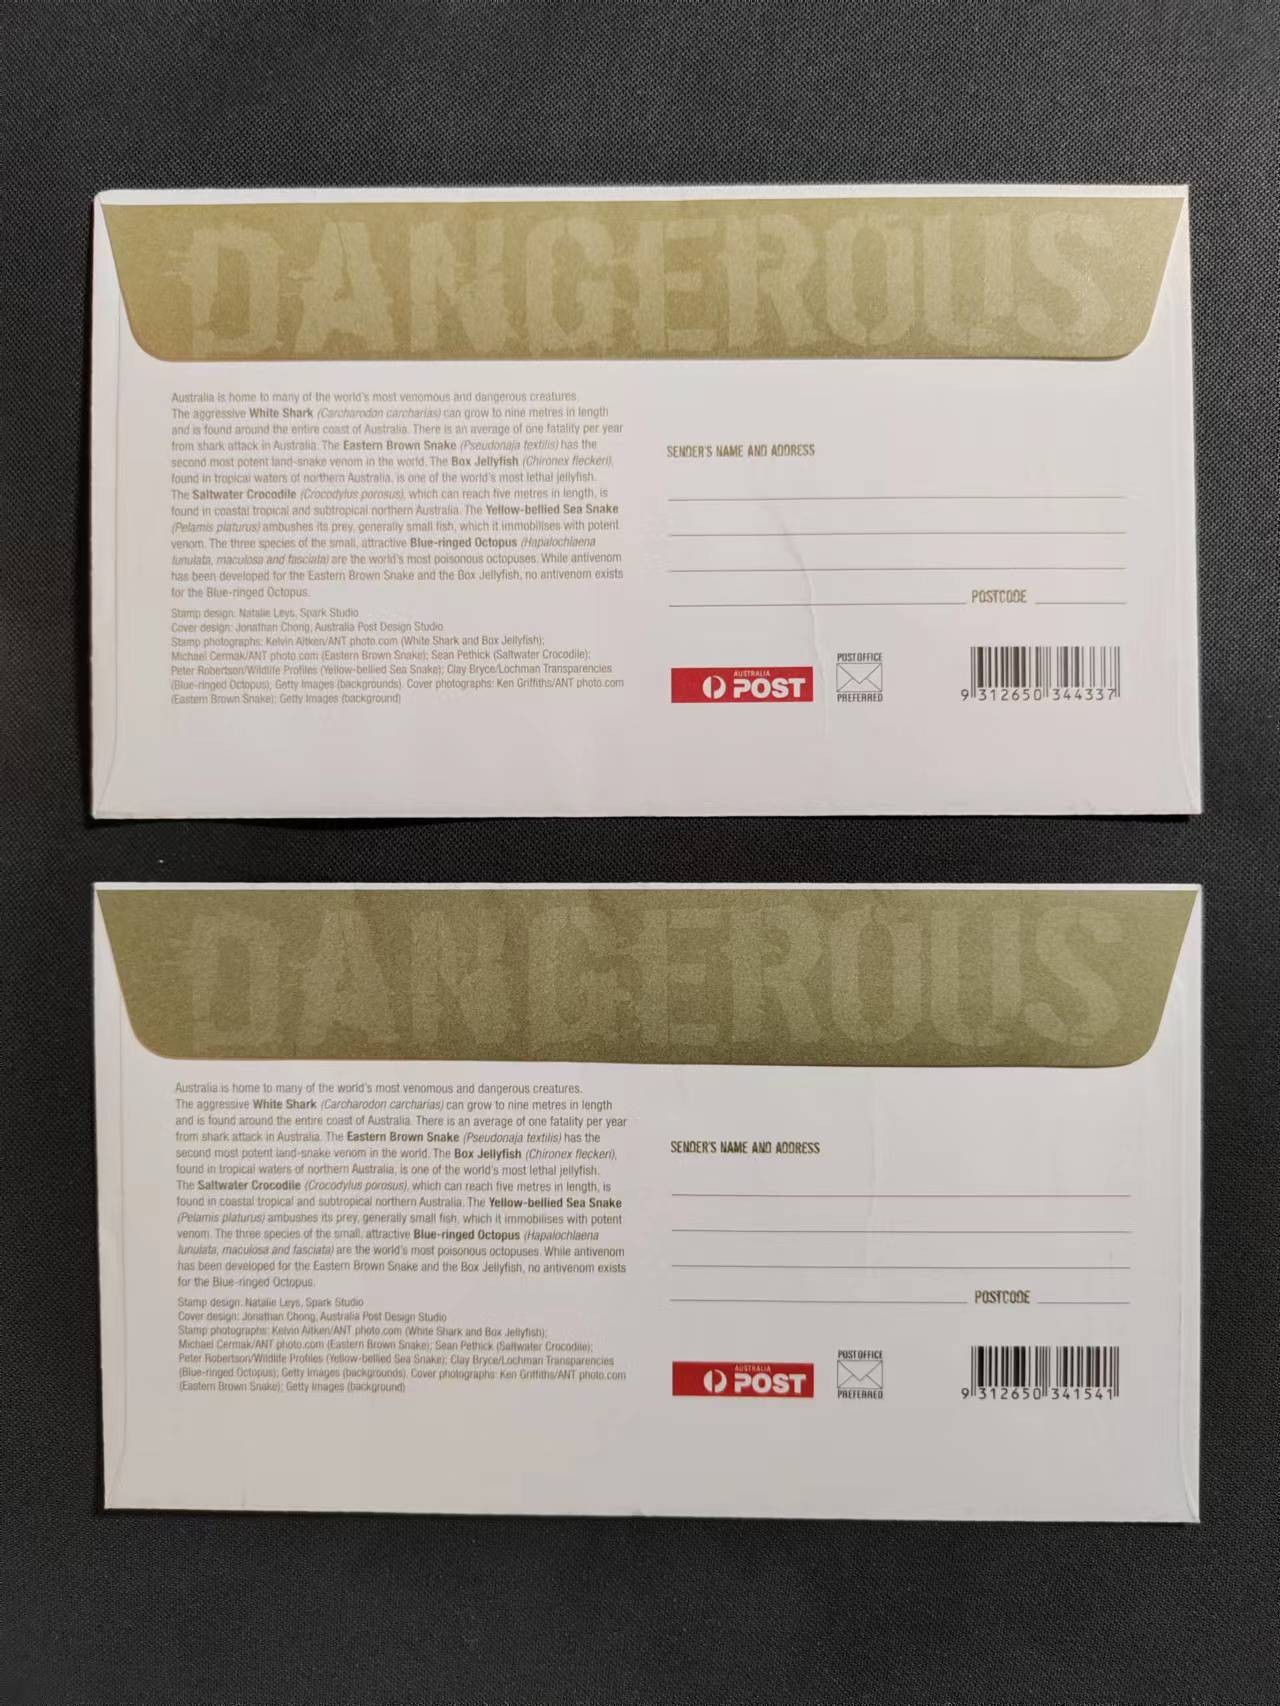 DANGEROUS
Australia is home to many of the world's most venomous and dangerous creatures.
The aggressive White Shark (Carcharodon carcharias) can grow to nine metres in length
and is found around the entire coast of Australia. There is an average of one fatality per year
from shark attack in Australia. The Eastern Brown Snake (Pseudonaja textilis) has the
second most potent land-snake venom in the world. The Box Jellyfish (Chironex fleckeri),
found in tropical waters of northern Australia, is one of the world's most lethal jellyfish.
The Saltwater Crocodile (Crocodylus porosus), which can reach five metres in length, is
found in coastal tropical and subtropical northern Australia. The Yellow-bellied Sea Snake
(Pelamis platurus) ambushes its prey, generally small fish, which it immobilises with potent
venom. The three species of the small, attractive Blue-ringed Octopus (Hapalochlaena
lunulata, maculosa and fasciata) are the world's most poisonous octopuses. While antivenom
has been developed for the Eastern Brown Snake and the Box Jellyfish, no antivenom exists
for the Blue-ringed Octopus.
Stamp design: Natalie Leys, Spark Studio
Cover design: Jonathan Chong, Australia Post Design Studio
Stamp photographs: Kelvin Aitken/ANT photo.com (White Shark and Box Jellyfish);
Michael Cermak/ANT photo.com (Eastern Brown Snake); Sean Pethick (Saltwater Crocodile);
Peter Robertson/Wildlife Profiles (Yellow-bellied Sea Snake); Clay Bryce/Lochman Transparencies
(Blue-ringed Octopus); Getty Images (backgrounds). Cover photographs: Ken Griffiths/ANT photo.com
(Eastern Brown Snake); Getty Images (background)
SENDER'S NAME AND ADDRESS
POSTCODE
AUSTRALIA
POST
POST OFFICE
PREFERRED
9 312650 344337
DANGEROUS
Australia is home to many of the world's most venomous and dangerous creatures.
The aggressive White Shark (Carcharodon carcharias) can grow to nine metres in length
and is found around the entire coast of Australia. There is an average of one fatality per year
from shark attack in Australia. The Eastern Brown Snake (Pseudonaja textilis) has the
second most potent land-snake venom in the world. The Box Jellyfish (Chironex fleckeri),
found in tropical waters of northern Australia, is one of the world's most lethal jellyfish.
The Saltwater Crocodile (Crocodylus porosus), which can reach five metres in length, is
found in coastal tropical and subtropical northern Australia. The Yellow-bellied Sea Snake
(Pelamis platurus) ambushes its prey, generally small fish, which it immobilises with potent
venom. The three species of the small, attractive Blue-ringed Octopus (Hapalochlaena
lunulata, maculosa and fasciata) are the world's most poisonous octopuses. While antivenom
has been developed for the Eastern Brown Snake and the Box Jellyfish, no antivenom exists
for the Blue-ringed Octopus.
Stamp design: Natalie Leys, Spark Studio
Cover design: Jonathan Chong, Australia Post Design Studio
Stamp photographs: Kelvin Aitken/ANT photo.com (White Shark and Box Jellyfish);
Michael Cermak/ANT photo.com (Eastern Brown Snake); Sean Pethick (Saltwater Crocodile);
Peter Robertson/Wildlife Profiles (Yellow-bellied Sea Snake); Clay Bryce/Lochman Transparencies
(Blue-ringed Octopus); Getty Images (backgrounds). Cover photographs: Ken Griffiths/ANT photo.com
(Eastern Brown Snake); Getty Images (background)
SENDER'S NAME AND ADDRESS
POSTCODE
AUSTRALIA
POST
POST OFFICE
PREFERRED
9 312650 341541